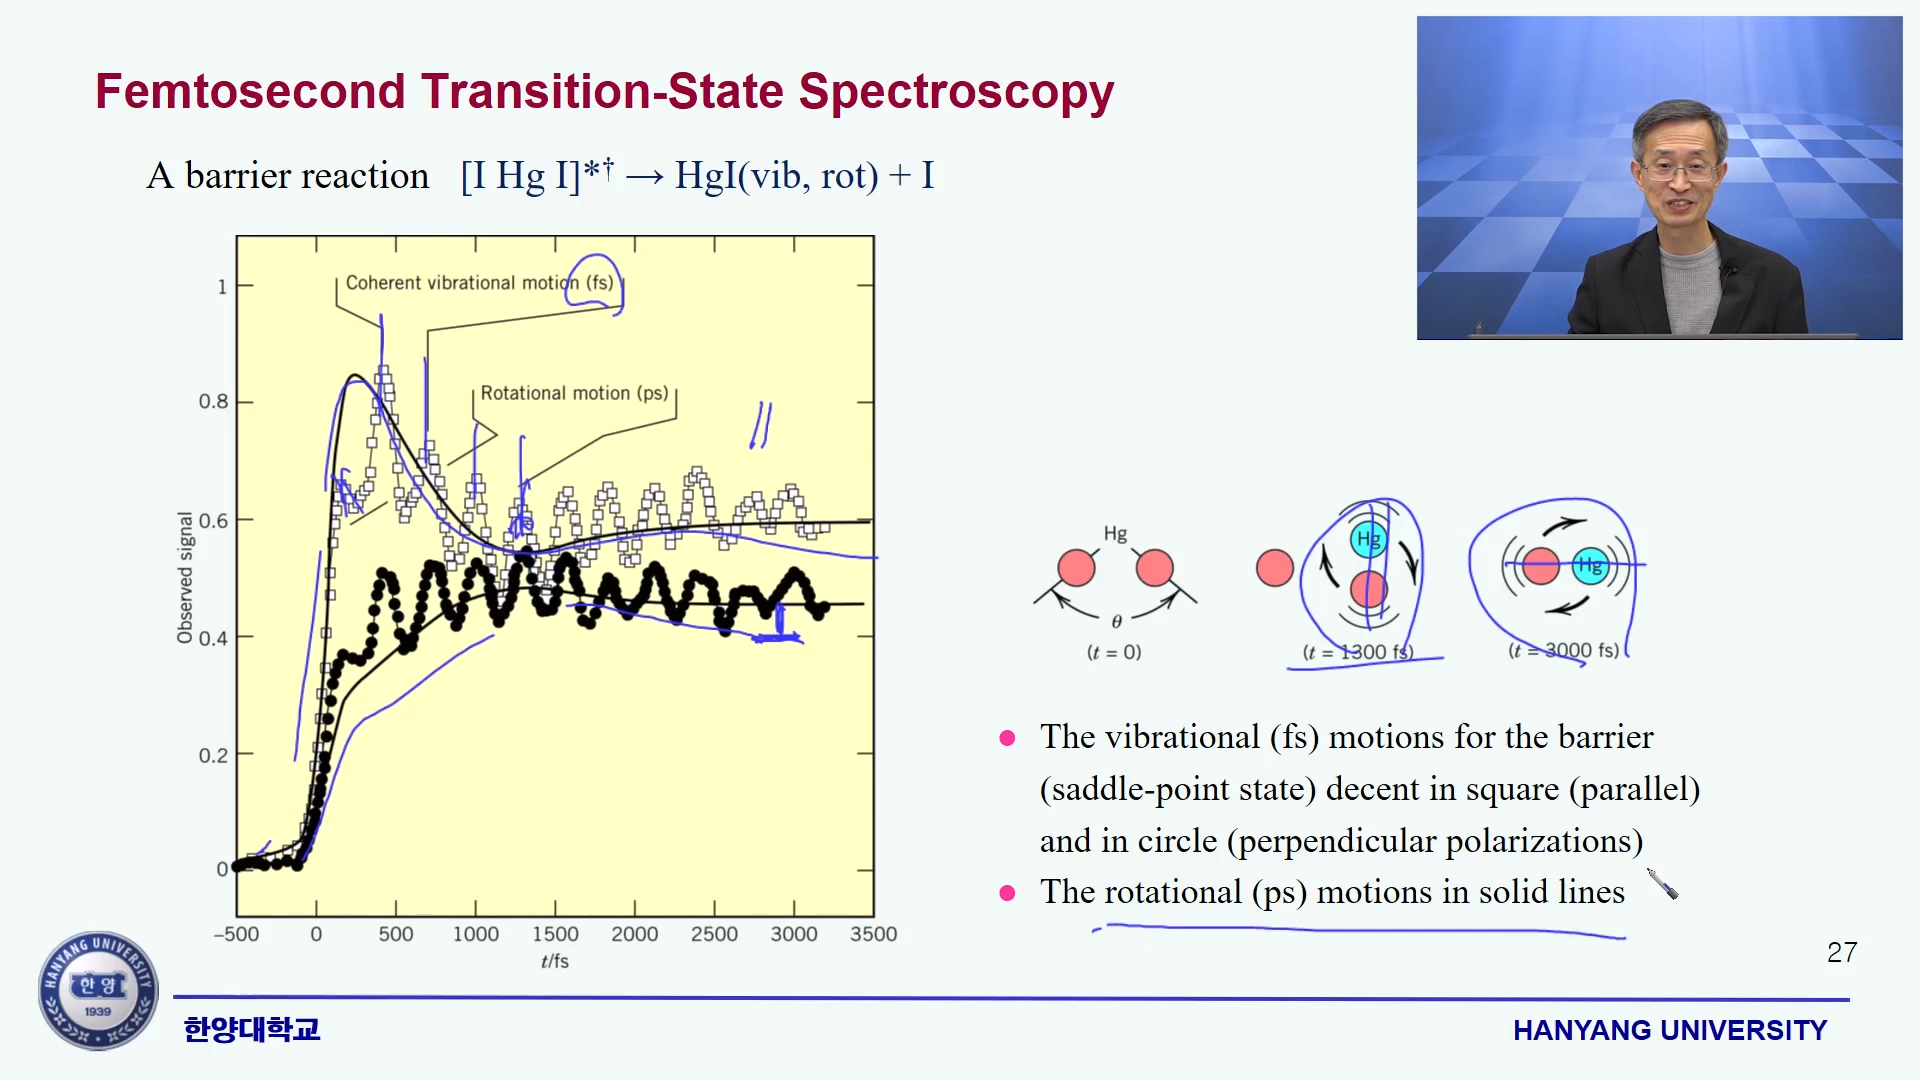 Femtosecond Transition-State Spectroscopy
A barrier reaction [I Hg I]*† → HgI(vib, rot) + I
Coherent vibrational motion (fs)
Rotational motion (ps)
1
0.8
0.6
0.4
0.2
0
Observed signal
−500 0 500 1000 1500 2000 2500 3000 3500
t/fs
Hg
θ
(t = 0)
Hg
(t = 1300 fs)
Hg
(t = 3000 fs)
The vibrational (fs) motions for the barrier
(saddle-point state) decent in square (parallel)
and in circle (perpendicular polarizations)
The rotational (ps) motions in solid lines
27
HANYANG UNIVERSITY
한양
1939
한양대학교
HANYANG UNIVERSITY